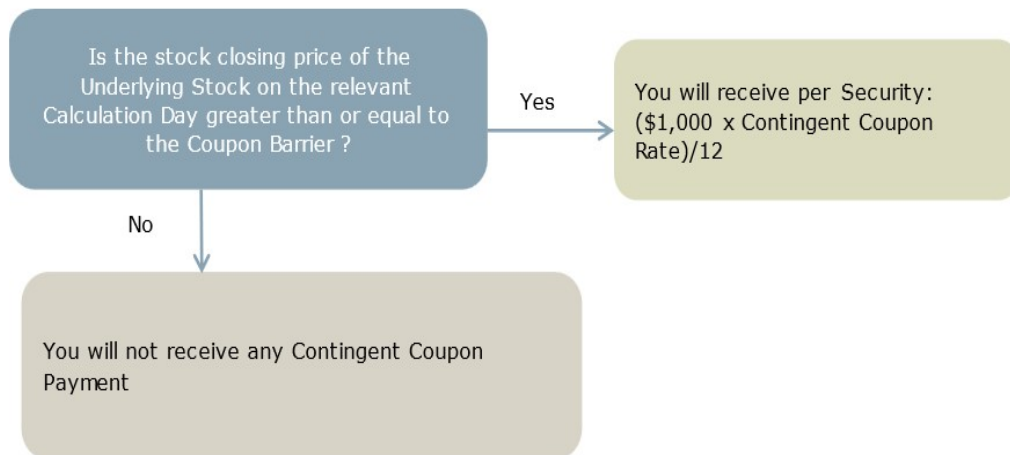 Is the stock closing price of the
Underlying Stock on the relevant
Calculation Day greater than or equal to
the Coupon Barrier ?
Yes
You will receive per Security:
($1,000 x Contingent Coupon
Rate)/12
No
You will not receive any Contingent Coupon
Payment